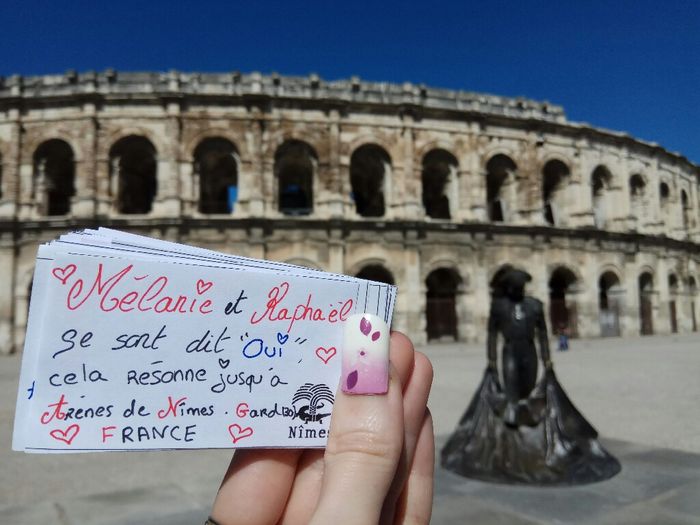 Mélanie et Raphaël
se sont dit "Oui",
cela résonne jusqu'à
Arènes de Nîmes. Gard(30)
FRANCE
Nîmes